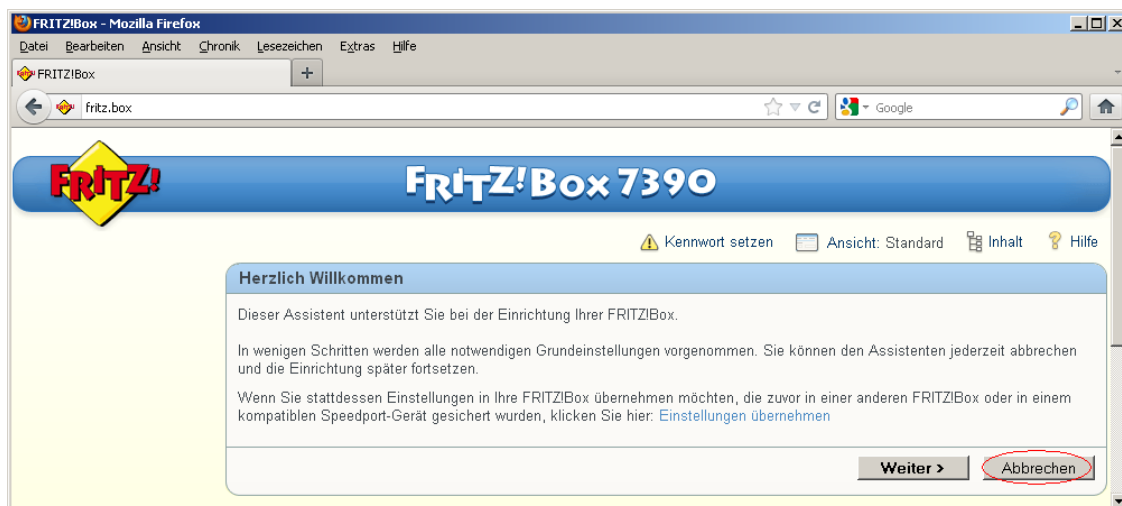 FRITZ!Box - Mozilla Firefox
Datei Bearbeiten Ansicht Chronik Lesezeichen Extras Hilfe
FRITZ!Box
fritz.box
Google
FRITZ!
FRITZ!Box 7390
Kennwort setzen Ansicht: Standard Inhalt Hilfe
Herzlich Willkommen
Dieser Assistent unterstützt Sie bei der Einrichtung Ihrer FRITZ!Box.
In wenigen Schritten werden alle notwendigen Grundeinstellungen vorgenommen. Sie können den Assistenten jederzeit abbrechen
und die Einrichtung später fortsetzen.
Wenn Sie stattdessen Einstellungen in Ihre FRITZ!Box übernehmen möchten, die zuvor in einer anderen FRITZ!Box oder in einem
kompatiblen Speedport-Gerät gesichert wurden, klicken Sie hier: Einstellungen übernehmen
Weiter > Abbrechen